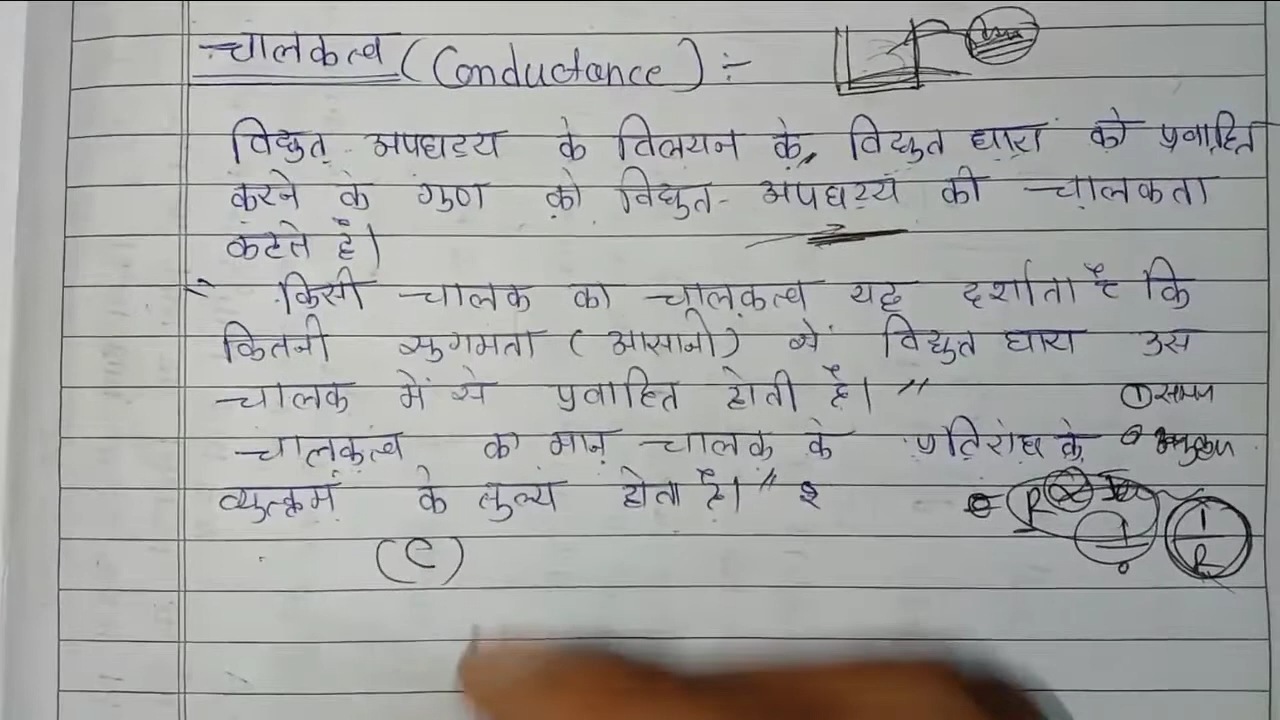 चालकत्व (Conductance) :-
विद्युत अपघट्य के विलयन के, विद्युत धारा को प्रवाहित
करने के गुण को विद्युत- अपघट्य की चालकता
कहते है।
किसी चालक का चालकत्व यह दर्शाता है कि
कितनी सुगमता (आसानी) से विद्युत धारा उस
चालक में से प्रवाहित होती है। "
चालकत्व का मान चालक के प्रतिरोध के
व्युत्क्रम के तुल्य होता है। "
1
R
(C)